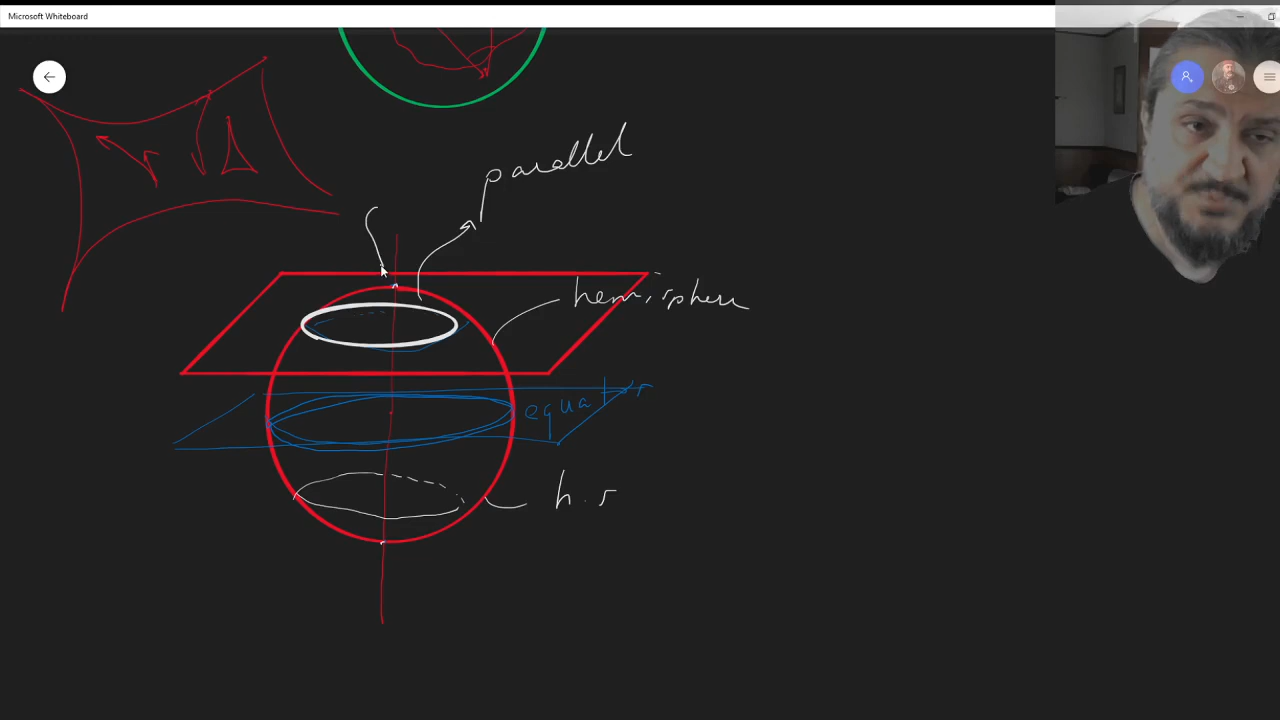 Microsoft Whiteboard
parallel
hemisphere
equator
h.s